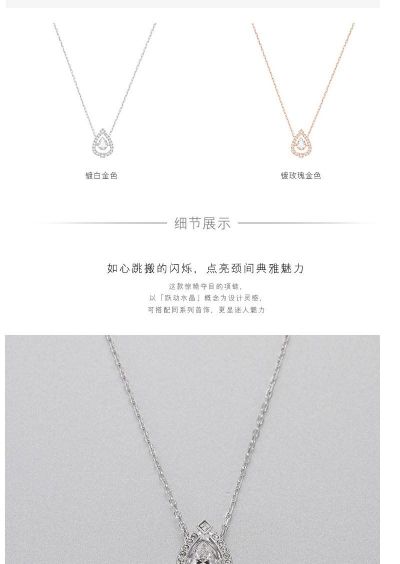 镀白金色
镀玫瑰金色
细节展示
如心跳搬的闪烁，点亮颈间典雅魅力
这款惊艳夺目的项链，
以「跃动水晶」概念为设计灵感，
可搭配同系列首饰，更显迷人魅力